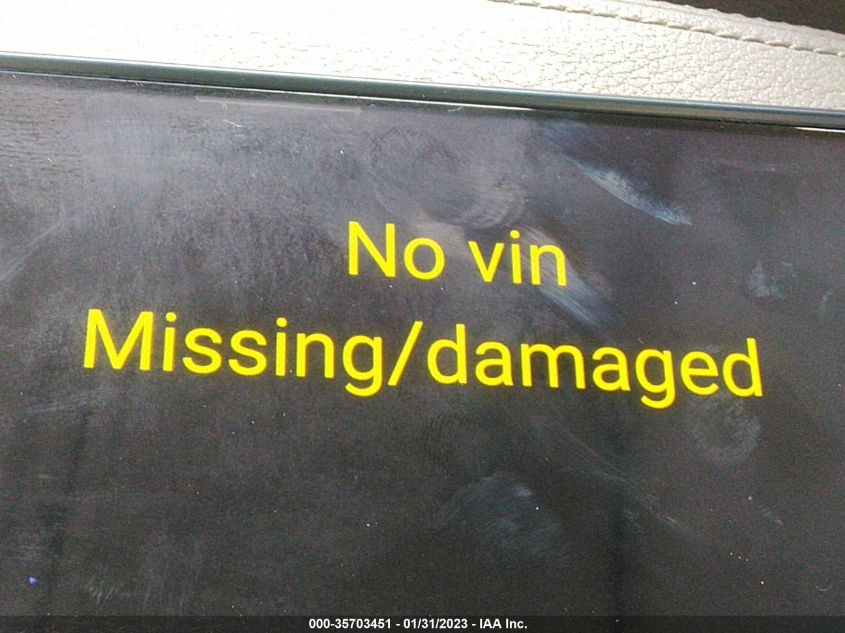 No vin
Missing/damaged
000-35703451 - 01/31/2023 - IAA Inc.